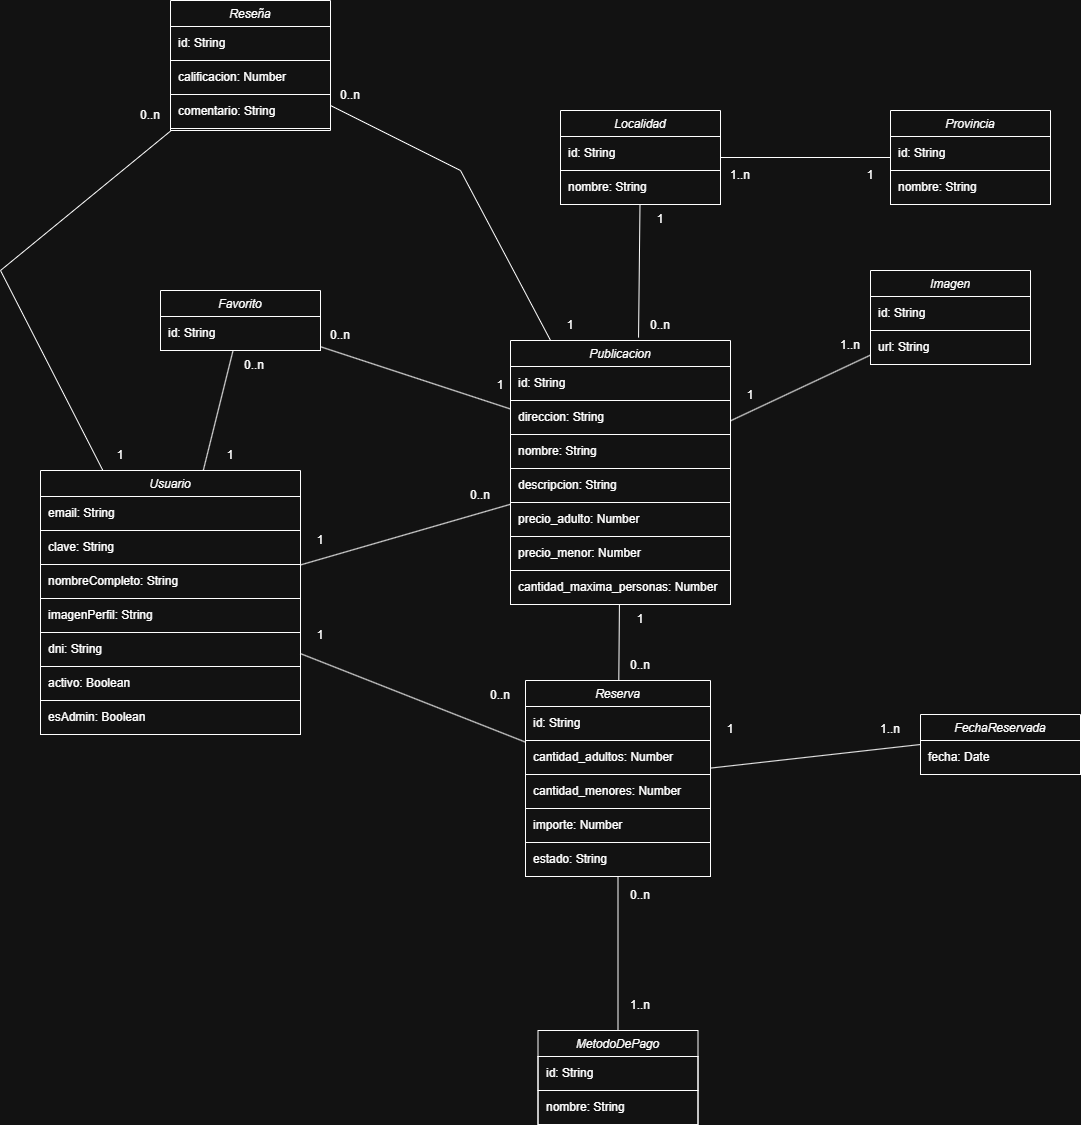 Reseña
id: String
calificacion: Number
comentario: String
0..n
0..n
Localidad
id: String
nombre: String
1..n
1
Provincia
id: String
nombre: String
1
0..n
Favorito
id: String
0..n
0..n
Imagen
id: String
url: String
1..n
1
1
1
Publicacion
id: String
direccion: String
nombre: String
descripcion: String
precio_adulto: Number
precio_menor: Number
cantidad_maxima_personas: Number
1
1
Usuario
email: String
clave: String
nombreCompleto: String
imagenPerfil: String
dni: String
activo: Boolean
esAdmin: Boolean
0..n
1
1
0..n
1
0..n
Reserva
id: String
cantidad_adultos: Number
cantidad_menores: Number
importe: Number
estado: String
1
1..n
FechaReservada
fecha: Date
0..n
1..n
MetodoDePago
id: String
nombre: String